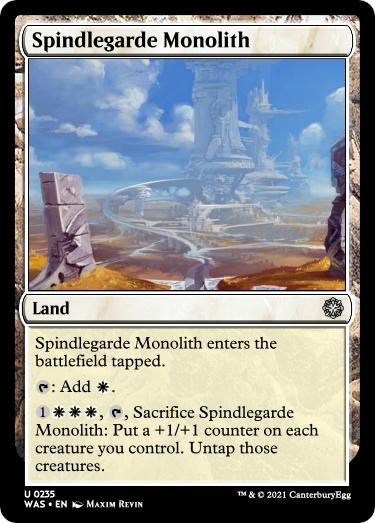 Spindlegarde Monolith
Land
Spindlegarde Monolith enters the
battlefield tapped.
: Add .
1 , , Sacrifice Spindlegarde
Monolith: Put a +1/+1 counter on each
creature you control. Untap those
creatures.
U 0235
WAS • EN MAXIM REVIN
™ & © 2021 CanterburyEgg